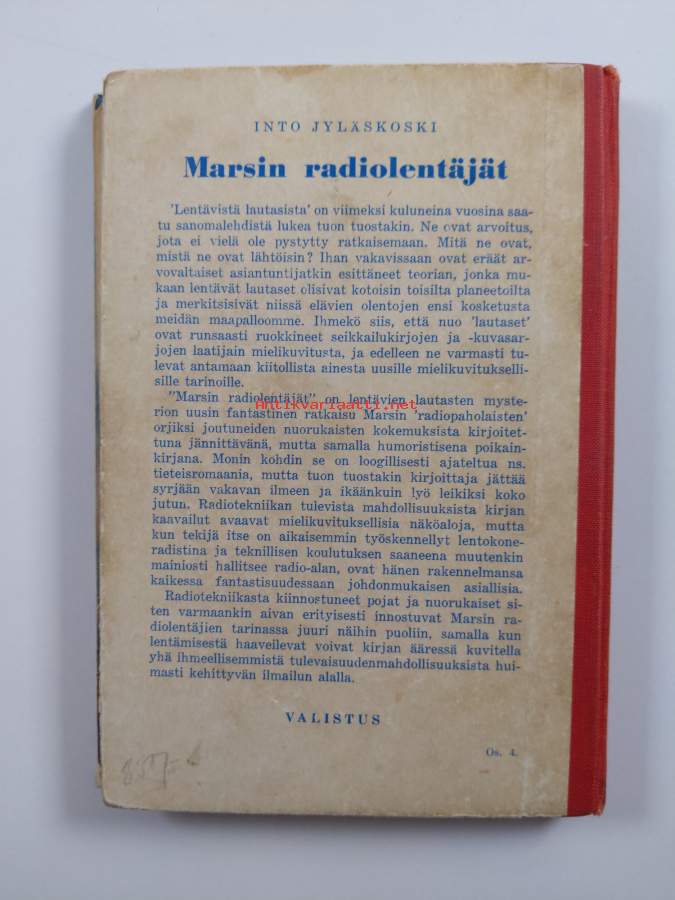 INTO JYLÄSKOSKI
Marsin radiolentäjät
'Lentävistä lautasista' on viimeksi kuluneina vuosina saa-
tu sanomalehdistä lukea tuon tuostakin. Ne ovat arvoitus,
jota ei vielä ole pystytty ratkaisemaan. Mitä ne ovat,
mistä ne ovat lähtöisin? Ihan vakavissaan ovat eräät ar-
vovaltaiset asiantuntijatkin esittäneet teorian, jonka mu-
kaan lentävät lautaset olisivat kotoisin toisilta planeetoilta
ja merkitsisivät niissä elävien olentojen ensi kosketusta
meidän maapalloomme. Ihmekö siis, että nuo 'lautaset'
ovat runsaasti ruokkineet seikkailukirjojen ja -kuvasar-
jojen laatijain mielikuvitusta, ja edelleen ne varmasti tu-
levat antamaan kiitollista ainesta uusille mielikuvitukselli-
sille tarinoille.
"Marsin radiolentäjät" on lentävien lautasten myste-
rion uusin fantastinen ratkaisu Marsin 'radiopaholaisten'
Antikvariaatti.net
orjiksi joutuneiden nuorukaisten kokemuksista kirjoitet-
tuna jännittävänä, mutta samalla humoristisena poikain-
kirjana. Monin kohdin se on loogillisesti ajateltua ns.
tieteisromaania, mutta tuon tuostakin kirjoittaja jättää
syrjään vakavan ilmeen ja ikäänkuin lyö leikiksi koko
jutun. Radiotekniikan tulevista mahdollisuuksista kirjan
kaavailut avaavat mielikuvituksellisia näköaloja, mutta
kun tekijä itse on aikaisemmin työskennellyt lentokone-
radistina ja teknillisen koulutuksen saaneena muutenkin
mainiosti hallitsee radio-alan, ovat hänen rakennelmansa
kaikessa fantastisuudessaan johdonmukaisen asiallisia.
Radiotekniikasta kiinnostuneet pojat ja nuorukaiset si-
ten varmaankin aivan erityisesti innostuvat Marsin ra-
diolentäjien tarinassa juuri näihin puoliin, samalla kun
lentämisestä haaveilevat voivat kirjan ääressä kuvitella
yhä ihmeellisemmistä tulevaisuudenmahdollisuuksista hui-
masti kehittyvän ilmailun alalla.
VALISTUS
Os. 4.